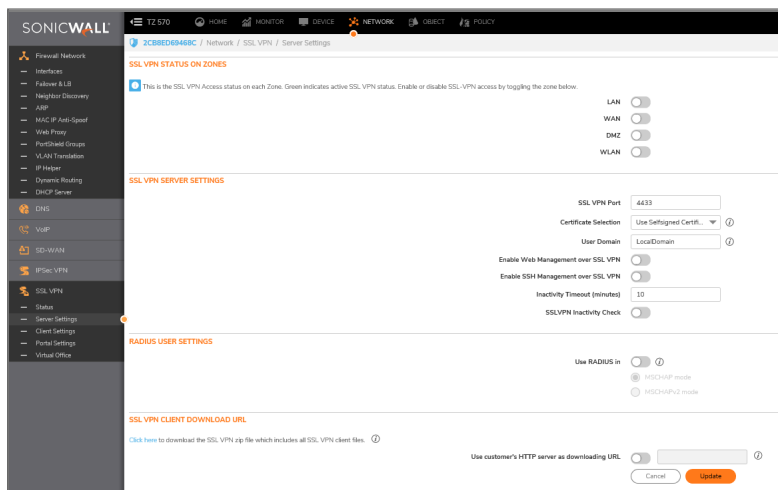 SONICWALL
TZ 570
HOME
MONITOR
DEVICE
NETWORK
OBJECT
POLICY
2CB8ED69468C / Network / SSL VPN / Server Settings
Firewall Network
Interfaces
Failover & LB
Neighbor Discovery
ARP
MAC IP Anti-Spoof
Web Proxy
PortShield Groups
VLAN Translation
IP Helper
Dynamic Routing
DHCP Server
DNS
VoIP
SD-WAN
IPSec VPN
SSL VPN
Status
Server Settings
Client Settings
Portal Settings
Virtual Office
SSL VPN STATUS ON ZONES
This is the SSL VPN Access status on each Zone. Green indicates active SSL VPN status. Enable or disable SSL-VPN access by toggling the zone below.
LAN
WAN
DMZ
WLAN
SSL VPN SERVER SETTINGS
SSL VPN Port 4433
Certificate Selection Use Selfsigned Certifi...
User Domain LocalDomain
Enable Web Management over SSL VPN
Enable SSH Management over SSL VPN
Inactivity Timeout (minutes) 10
SSLVPN Inactivity Check
RADIUS USER SETTINGS
Use RADIUS in
MSCHAP mode
MSCHAPv2 mode
SSL VPN CLIENT DOWNLOAD URL
Click here to download the SSL VPN zip file which includes all SSL VPN client files.
Use customer's HTTP server as downloading URL
Cancel Update